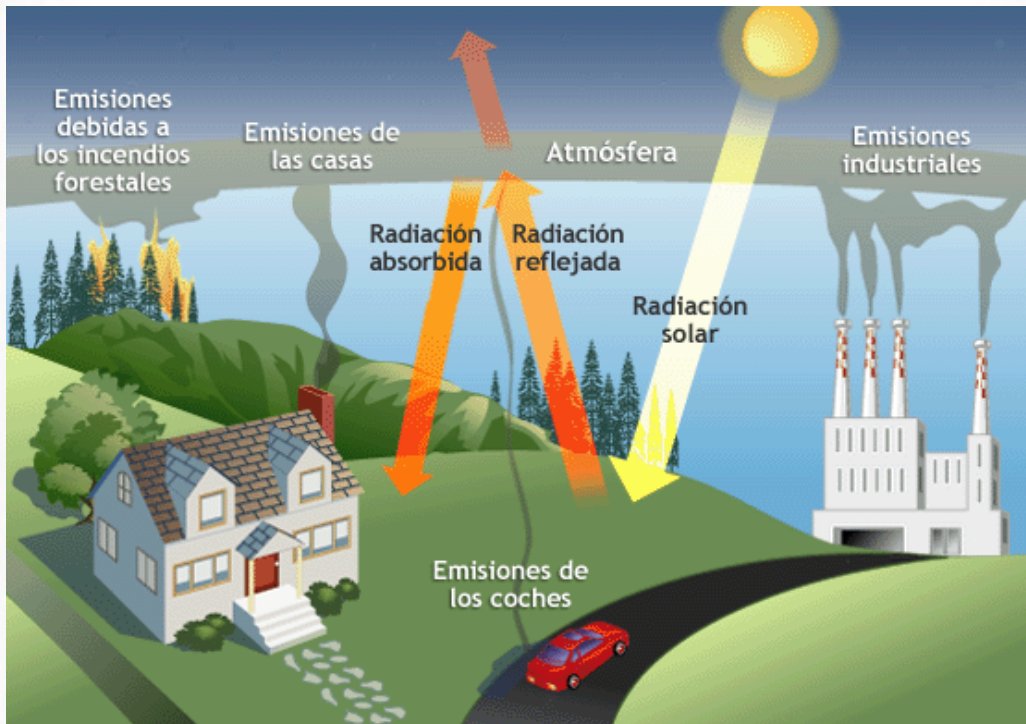 Emisiones
debidas a
los incendios
forestales
Emisiones de
las casas
Atmósfera
Emisiones
industriales
Radiación
absorbida
Radiación
reflejada
Radiación
solar
Emisiones de
los coches